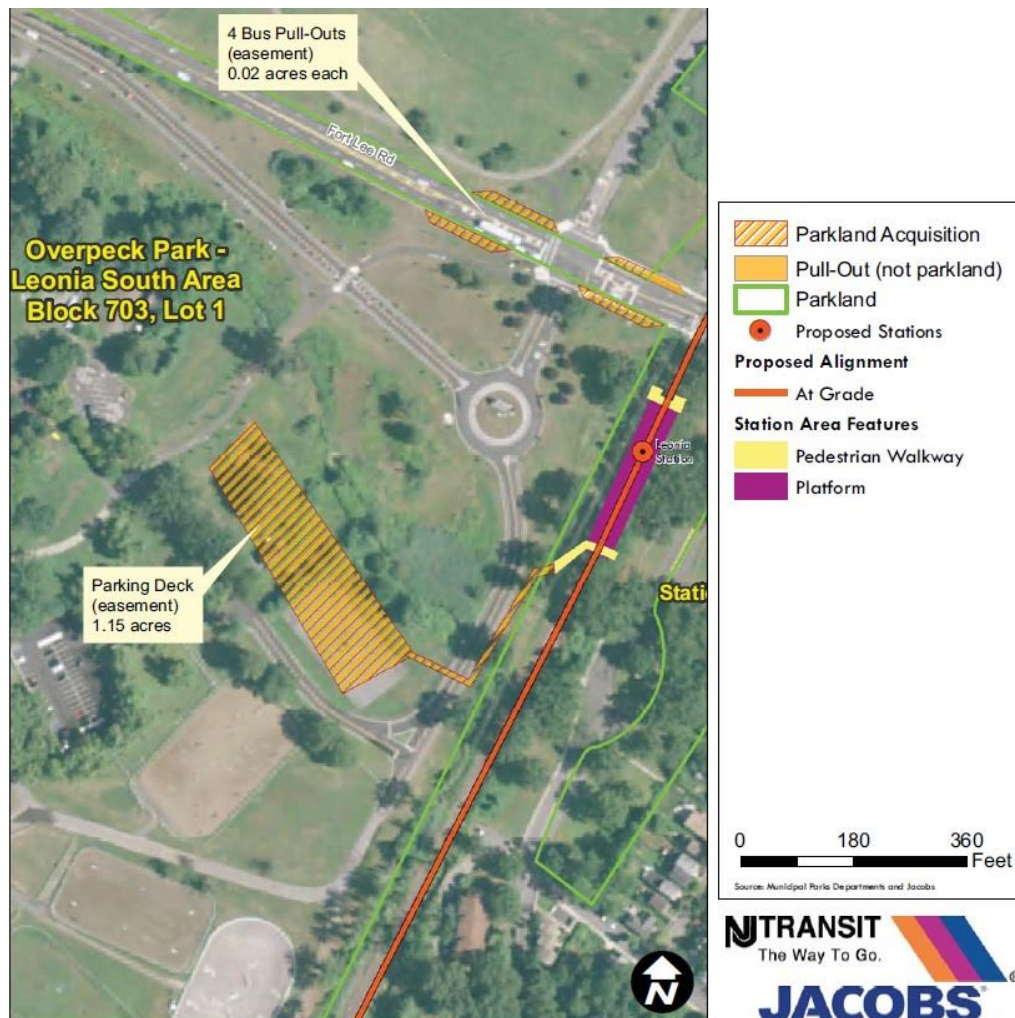 4 Bus Pull-Outs
(easement)
0.02 acres each
Fort Lee Rd
Overpeck Park -
Leonia South Area
Block 703, Lot 1
Leonia
Station
Parking Deck
(easement)
1.15 acres
N
Parkland Acquisition
Pull-Out (not parkland)
Parkland
Proposed Stations
Proposed Alignment
At Grade
Station Area Features
Pedestrian Walkway
Platform
0 180 360
Feet
Source: Municipal Parks Departments and Jacobs
NJ TRANSIT
The Way To Go.
®
JACOBS